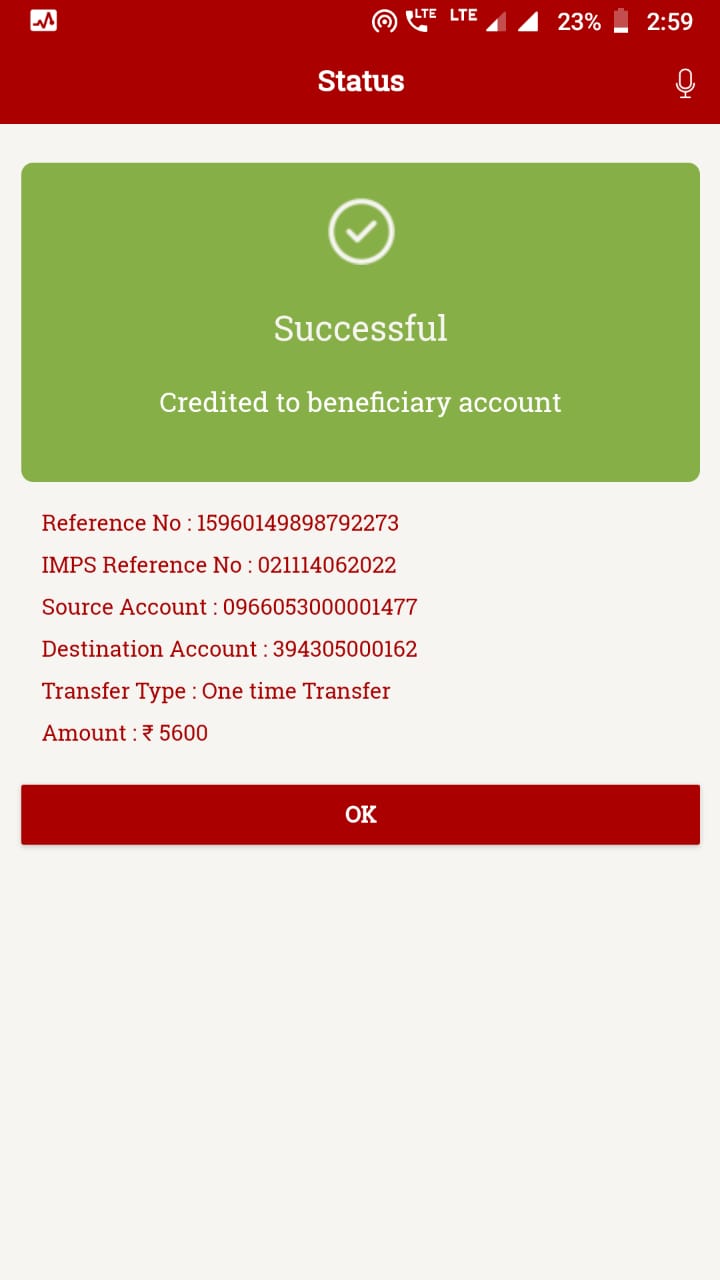 LTE LTE 23% 2:59
Status
Successful
Credited to beneficiary account
Reference No : 15960149898792273
IMPS Reference No : 021114062022
Source Account : 0966053000001477
Destination Account : 394305000162
Transfer Type : One time Transfer
Amount : ₹ 5600
OK